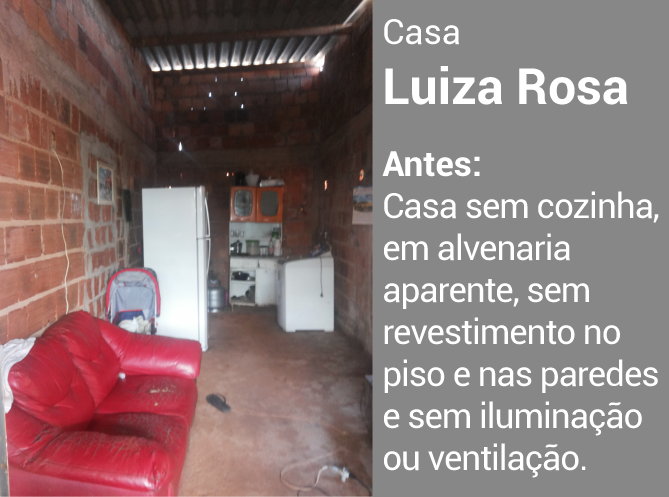 Casa
Luiza Rosa
Antes:
Casa sem cozinha,
em alvenaria
aparente, sem
revestimento no
piso e nas paredes
e sem iluminação
ou ventilação.